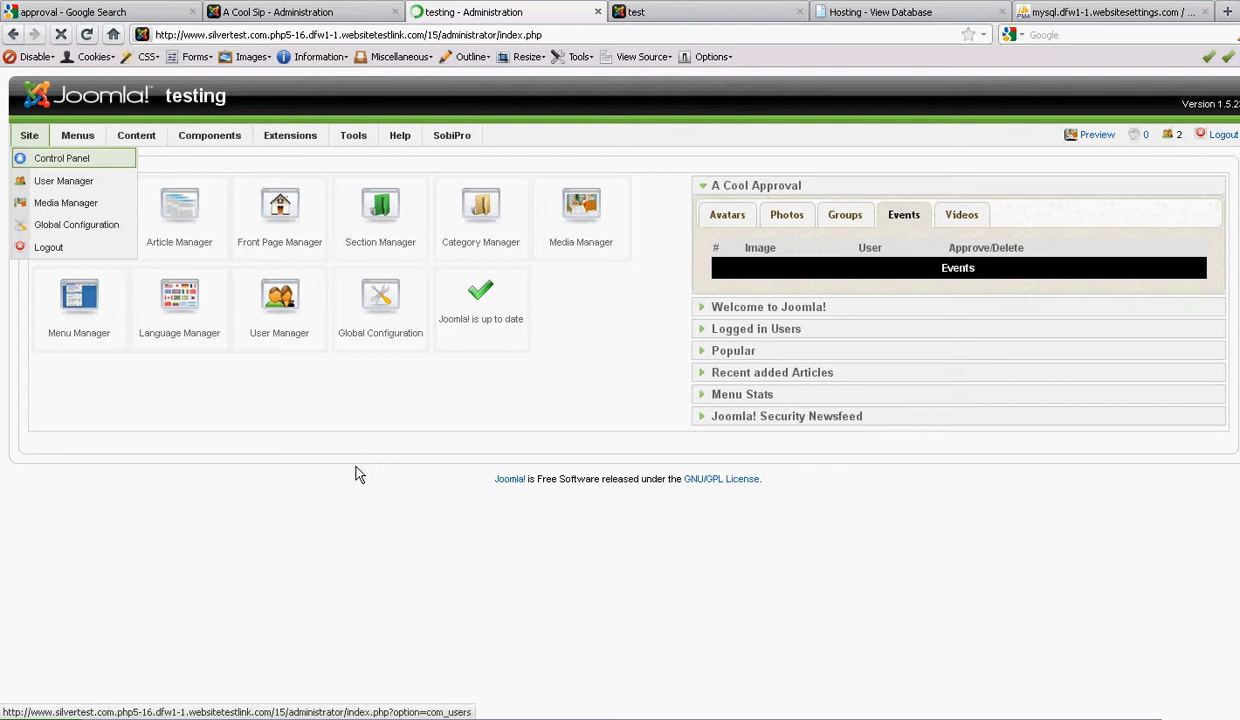 approval - Google Search
A Cool Sip - Administration
testing - Administration
test
Hosting - View Database
mysql.dfw1-1.websitesettings.com / ...
http://www.silvertest.com.php5-16.dfw1-1.websitetestlink.com/15/administrator/index.php
Google
Disable Cookies CSS Forms Images Information Miscellaneous Outline Resize Tools View Source Options
Joomla! testing
Version 1.5.2
Site Menus Content Components Extensions Tools Help SobiPro
Preview 0 2 Logout
Control Panel
User Manager
Media Manager
Global Configuration
Logout
Article Manager
Front Page Manager
Section Manager
Category Manager
Media Manager
Menu Manager
Language Manager
User Manager
Global Configuration
Joomla! is up to date
A Cool Approval
Avatars Photos Groups Events Videos
# Image User Approve/Delete
Events
Welcome to Joomla!
Logged in Users
Popular
Recent added Articles
Menu Stats
Joomla! Security Newsfeed
Joomla! is Free Software released under the GNU/GPL License.
http://www.silvertest.com.php5-16.dfw1-1.websitetestlink.com/15/administrator/index.php?option=com_users